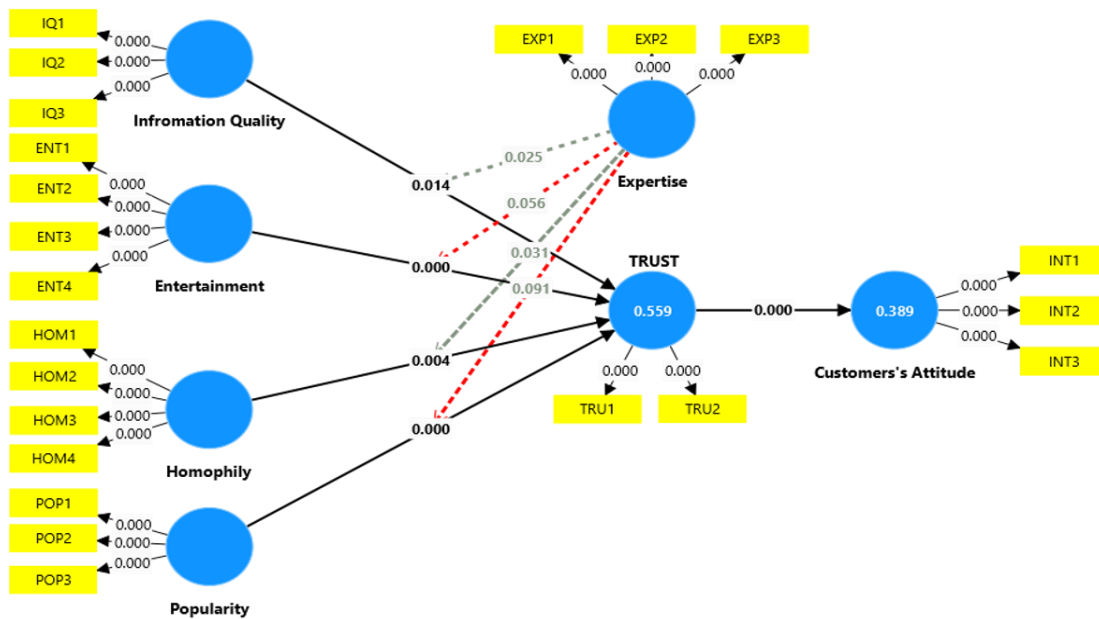 IQ1
0.000
IQ2
0.000
0.000
IQ3
Infromation Quality
ENT1
0.000
ENT2
0.000
ENT3
0.000
0.000
ENT4
Entertainment
HOM1
0.000
HOM2
0.000
HOM3
0.000
0.000
HOM4
Homophily
POP1
0.000
POP2
0.000
0.000
POP3
Popularity
EXP1
EXP2
EXP3
0.000
0.000
0.000
Expertise
0.025
0.014
0.056
0.031
0.000
0.091
0.004
0.000
TRUST
0.559
0.000
0.000
TRU1
TRU2
0.000
0.389
Customers's Attitude
0.000
INT1
0.000
INT2
0.000
INT3